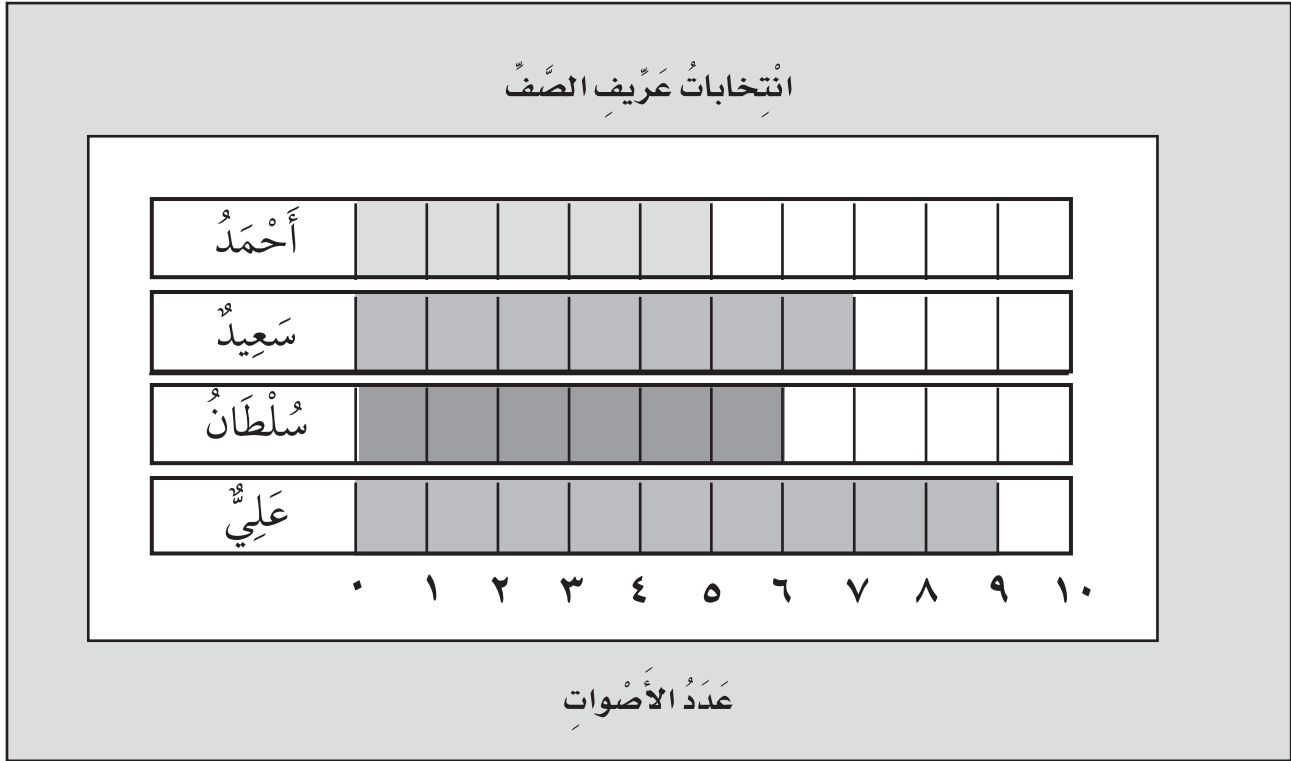 انْتِخاباتُ عَرِّيفِ الصَّفِّ
أَحْمَدُ
سَعِيدٌ
سُلْطَانُ
عَلِيٌّ
٠ ١ ٢ ٣ ٤ ٥ ٦ ٧ ٨ ٩ ١٠
عَدَدُ الأَصْواتِ